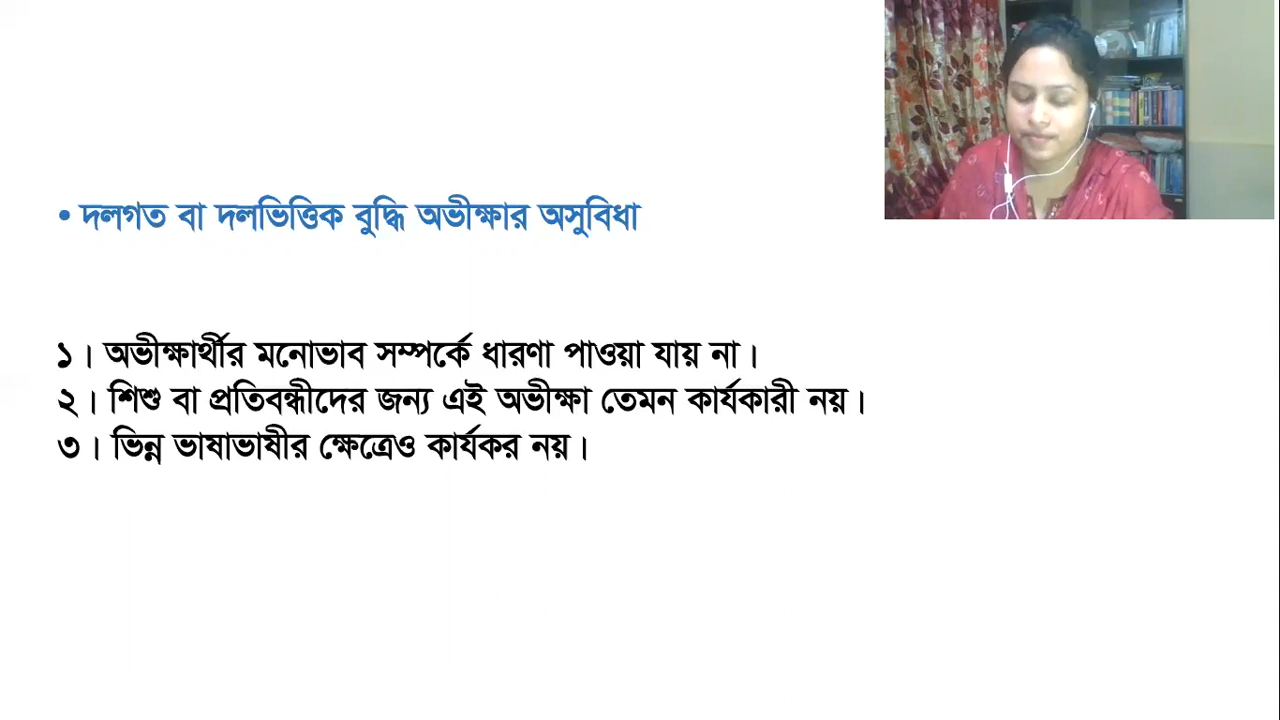 • দলগত বা দলভিত্তিক বুদ্ধি অভীক্ষার অসুবিধা
১। অভীক্ষার্থীর মনোভাব সম্পর্কে ধারণা পাওয়া যায় না।
২। শিশু বা প্রতিবন্ধীদের জন্য এই অভীক্ষা তেমন কার্যকারী নয়।
৩। ভিন্ন ভাষাভাষীর ক্ষেত্রেও কার্যকর নয়।